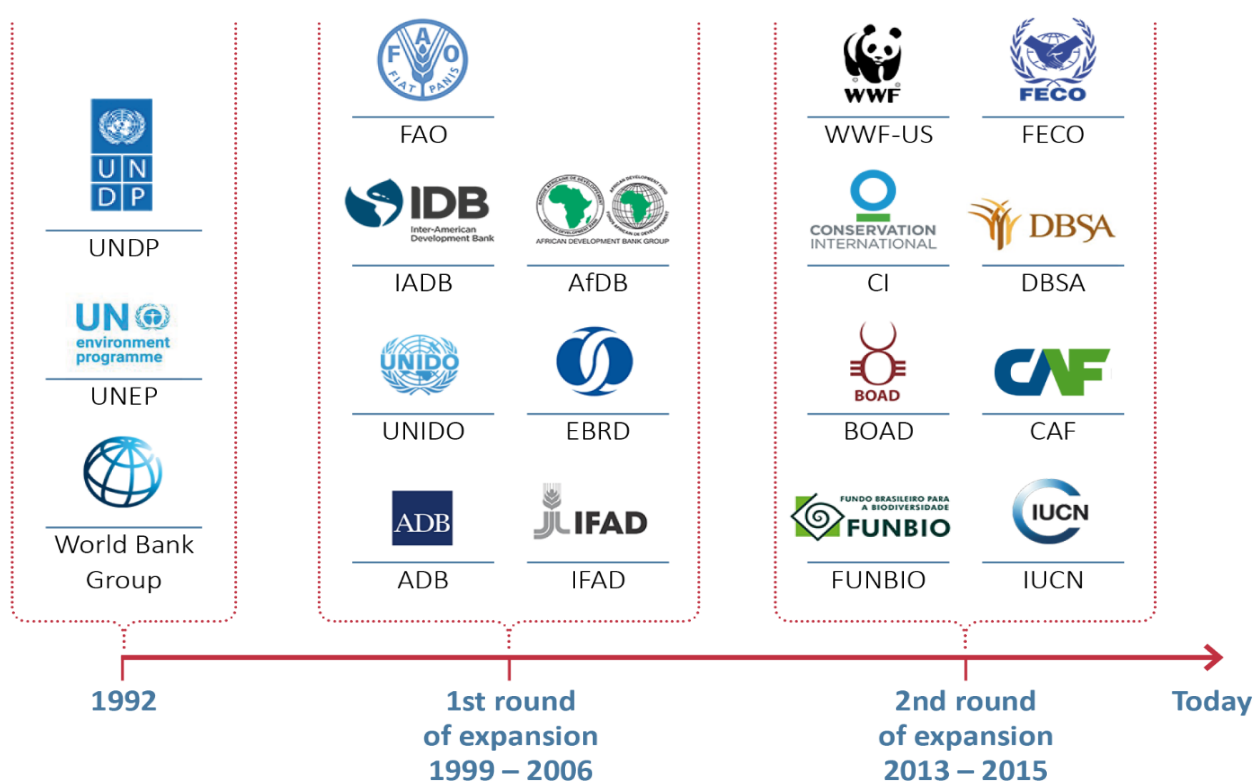 UN
DP
UNDP
UN
environment
programme
UNEP
World Bank
Group
FAO
FIAT PANIS
FAO
IDB
Inter-American
Development Bank
IADB
AFRICAN DEVELOPMENT BANK GROUP
AfDB
UNIDO
UNIDO
EBRD
ADB
ADB
IFAD
IFAD
WWF
WWF-US
FECO
FECO
CONSERVATION
INTERNATIONAL
CI
DBSA
DBSA
BOAD
BOAD
CAF
CAF
FUNDO BRASILEIRO PARA
A BIODIVERSIDADE
FUNBIO
FUNBIO
IUCN
IUCN
1992
1st round
of expansion
1999 – 2006
2nd round
of expansion
2013 – 2015
Today